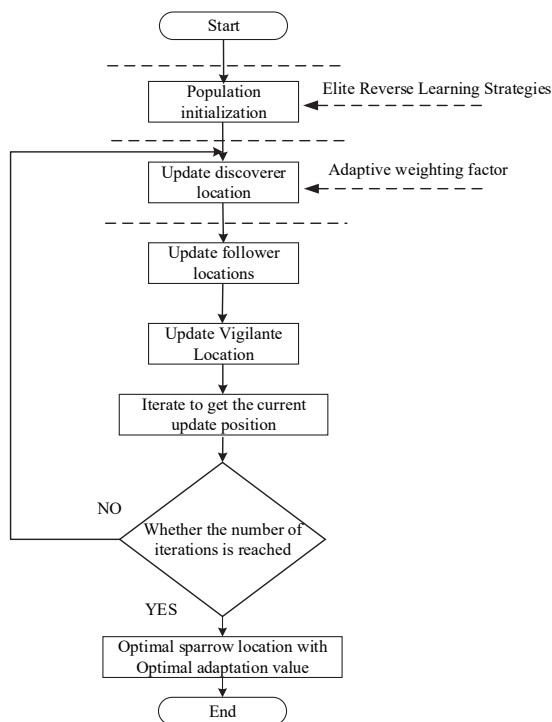 Start
Population
initialization
Elite Reverse Learning Strategies
Update discoverer
location
Adaptive weighting factor
Update follower
locations
Update Vigilante
Location
Iterate to get the current
update position
NO
Whether the number of
iterations is reached
YES
Optimal sparrow location with
Optimal adaptation value
End